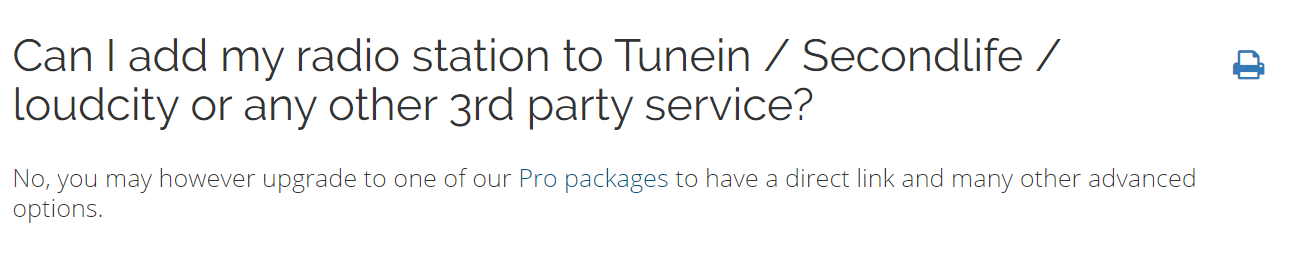 Can I add my radio station to Tunein / Secondlife /
loudcity or any other 3rd party service?
No, you may however upgrade to one of our Pro packages to have a direct link and many other advanced
options.